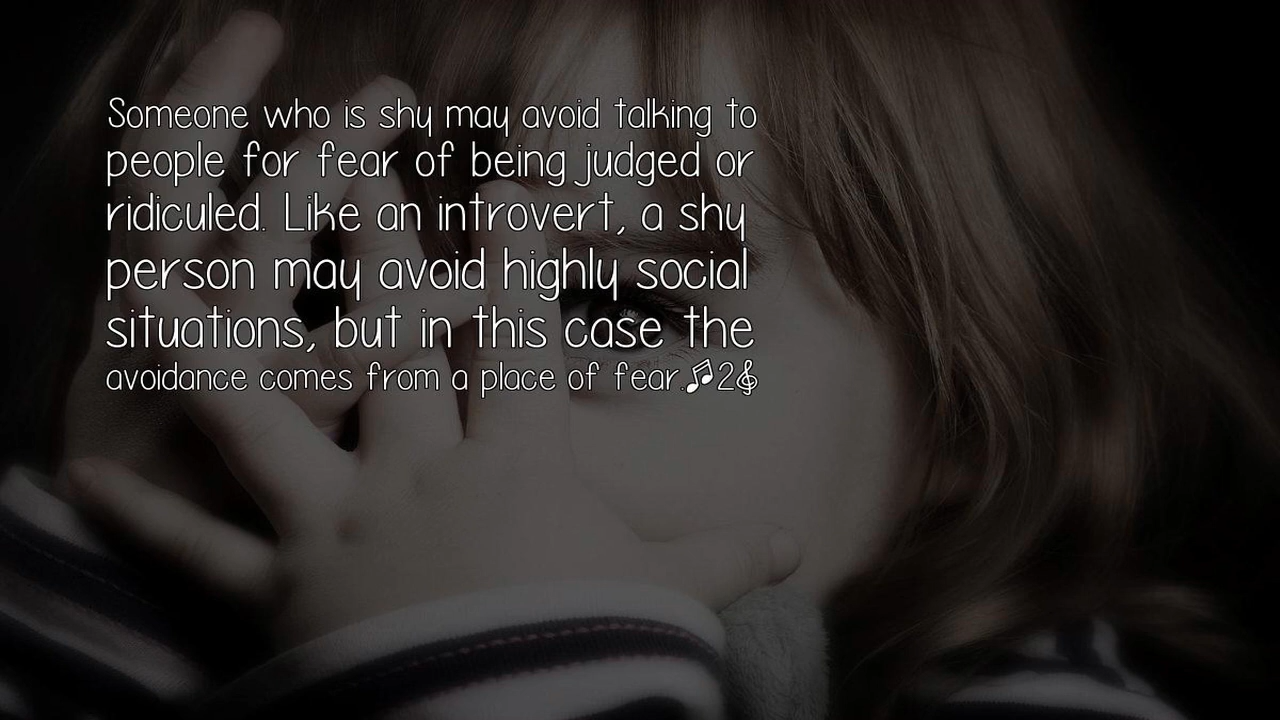 Someone who is shy may avoid talking to
people for fear of being judged or
ridiculed. Like an introvert, a shy
person may avoid highly social
situations, but in this case the
avoidance comes from a place of fear.🎵2𝄞